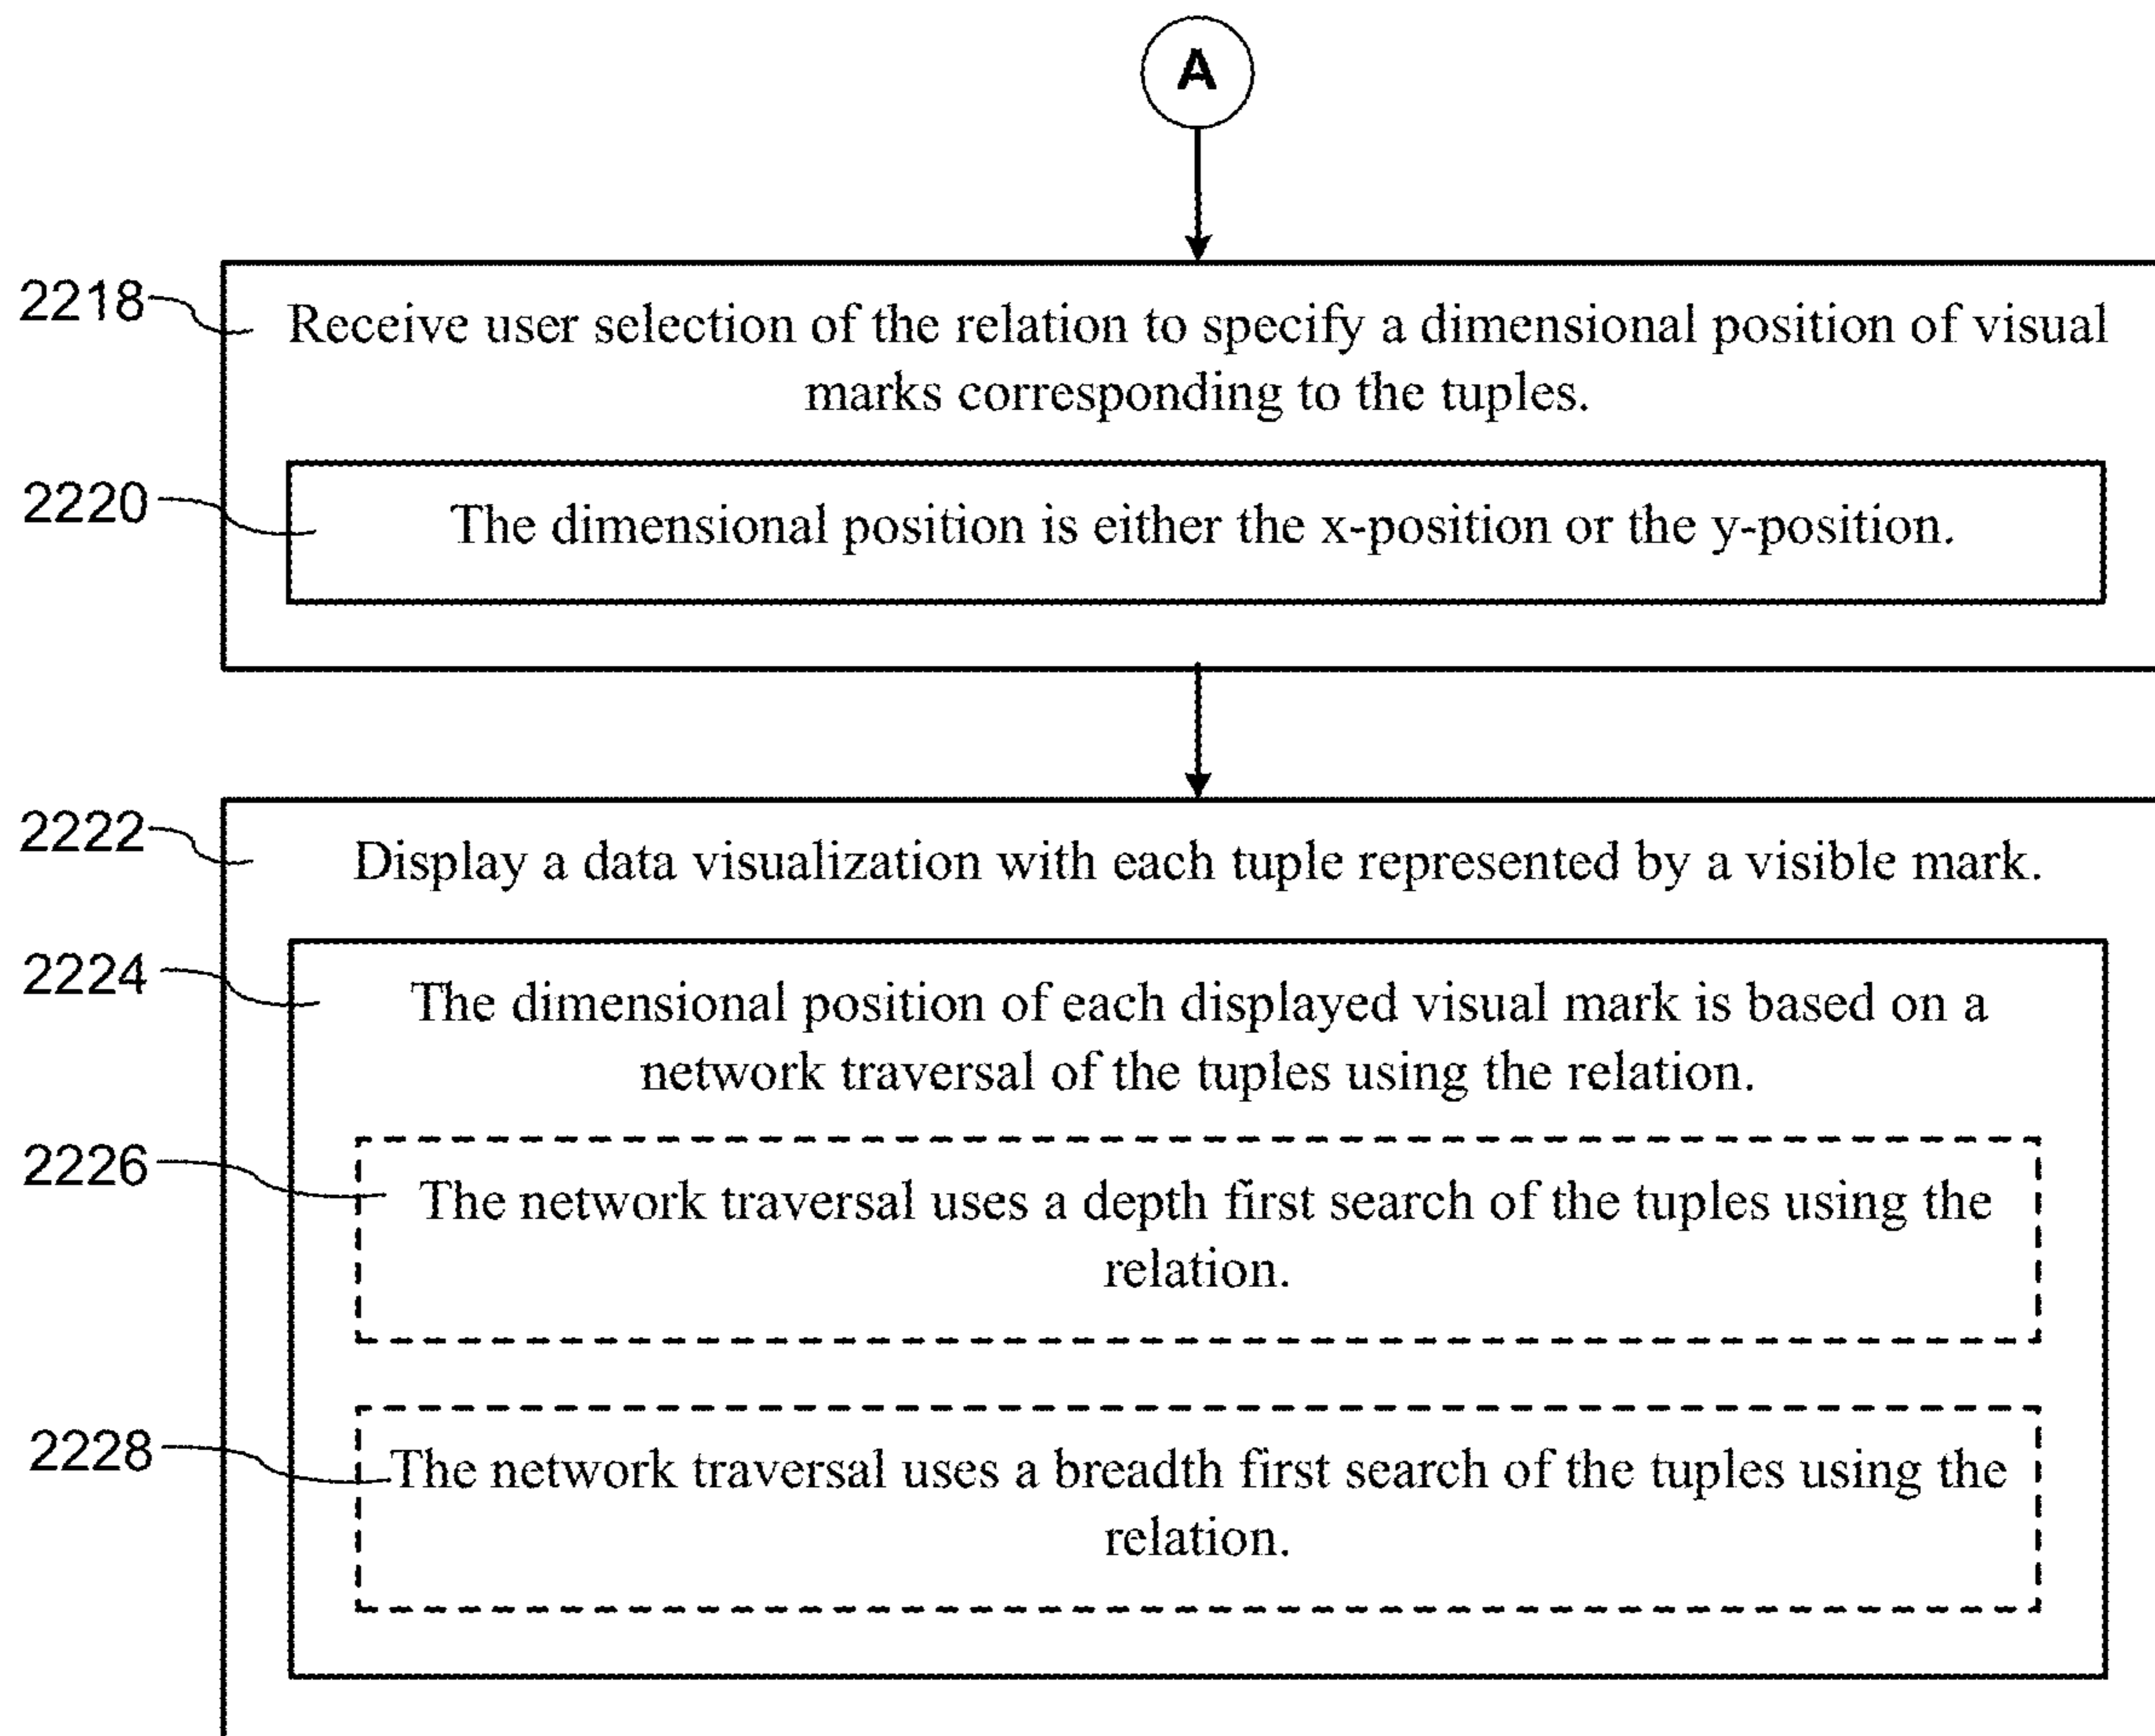 A
2218
Receive user selection of the relation to specify a dimensional position of visual
marks corresponding to the tuples.
2220
The dimensional position is either the x-position or the y-position.
2222
Display a data visualization with each tuple represented by a visible mark.
2224
The dimensional position of each displayed visual mark is based on a
network traversal of the tuples using the relation.
2226
The network traversal uses a depth first search of the tuples using the
relation.
2228
The network traversal uses a breadth first search of the tuples using the
relation.